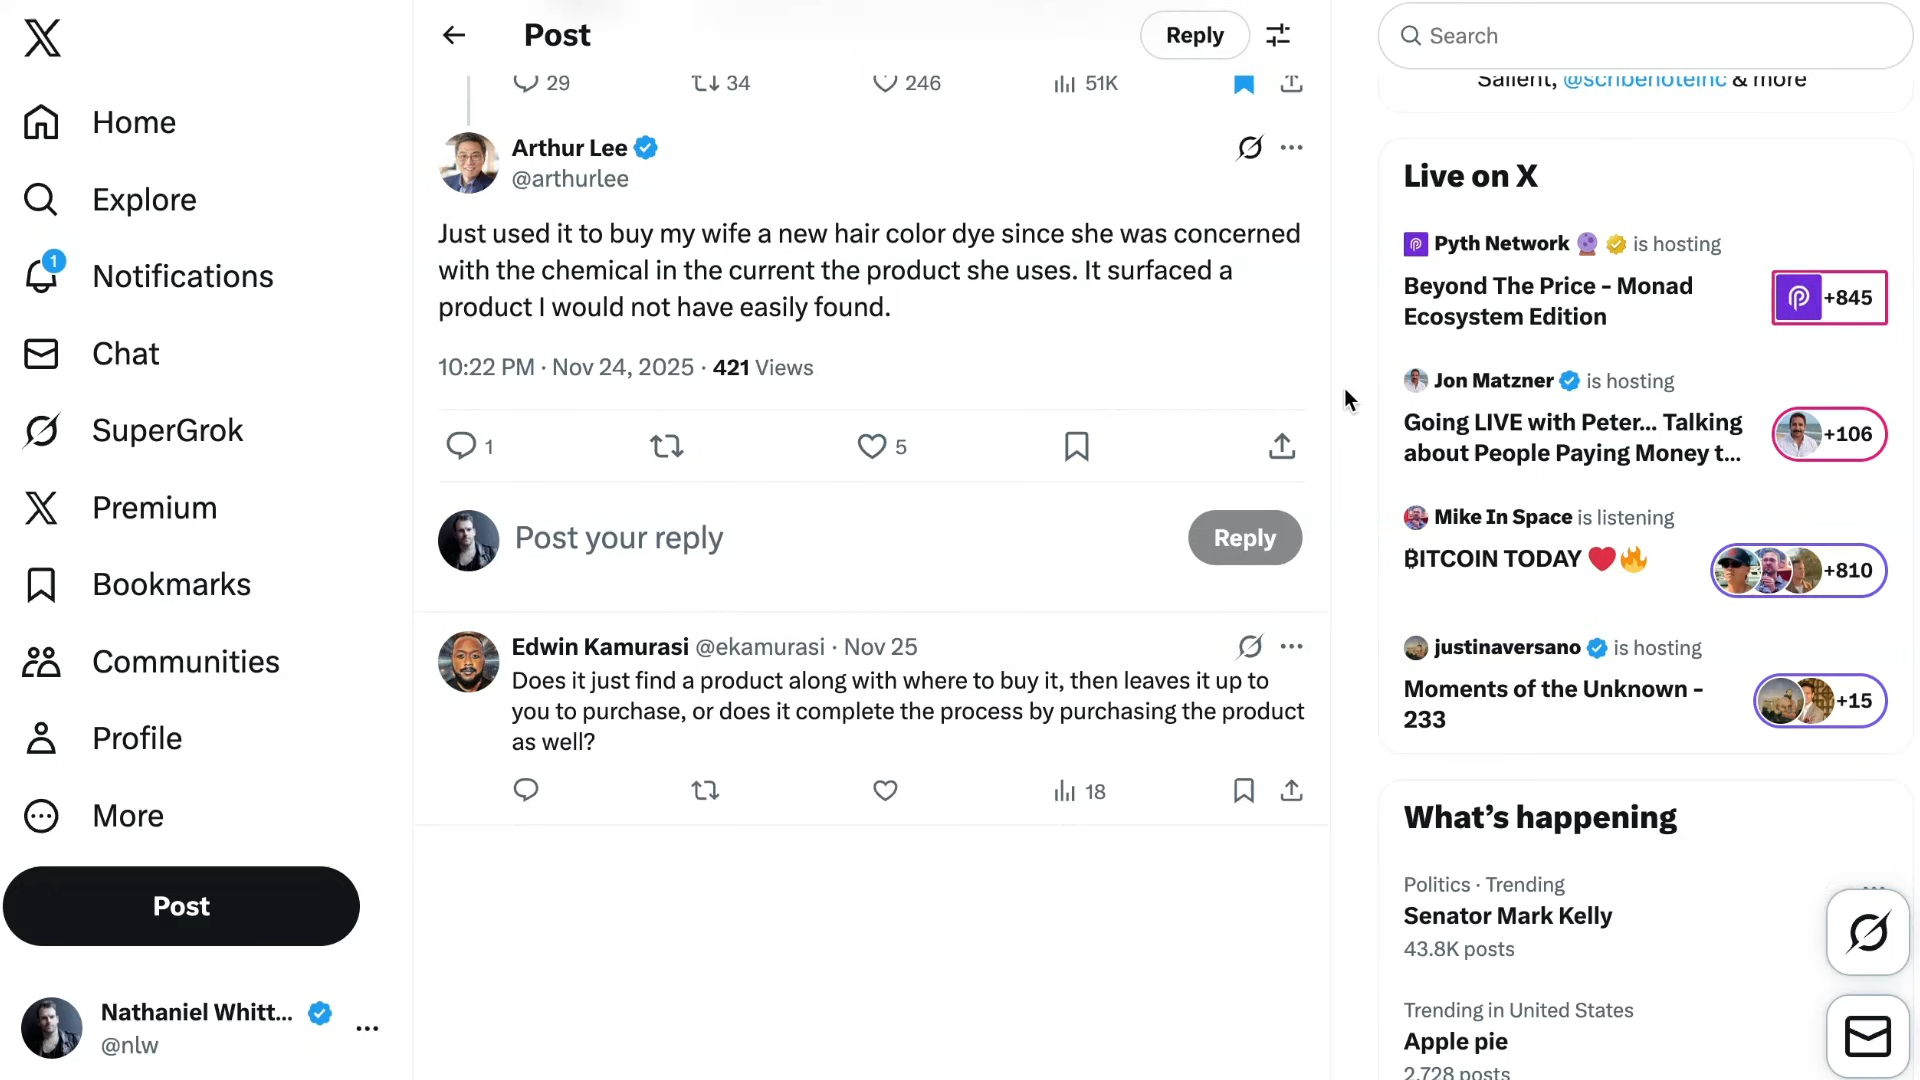 Home
Explore
1
Notifications
Chat
SuperGrok
Premium
Bookmarks
Communities
Profile
More
Post
Nathaniel Whitt...
@nlw
Post
Reply
29
34
246
51K
Arthur Lee
@arthurlee
Just used it to buy my wife a new hair color dye since she was concerned
with the chemical in the current the product she uses. It surfaced a
product I would not have easily found.
10:22 PM · Nov 24, 2025 · 421 Views
1
5
Post your reply
Reply
Edwin Kamurasi @ekamurasi · Nov 25
Does it just find a product along with where to buy it, then leaves it up to
you to purchase, or does it complete the process by purchasing the product
as well?
18
Search
Salient, @scribenoteinc & more
Live on X
Pyth Network 🔮 is hosting
Beyond The Price - Monad
Ecosystem Edition
+845
Jon Matzner is hosting
Going LIVE with Peter... Talking
about People Paying Money t...
+106
Mike In Space is listening
₿ITCOIN TODAY ❤️🔥
+810
justinaversano is hosting
Moments of the Unknown -
233
+15
What's happening
Politics · Trending
Senator Mark Kelly
43.8K posts
Trending in United States
Apple pie
2,728 posts